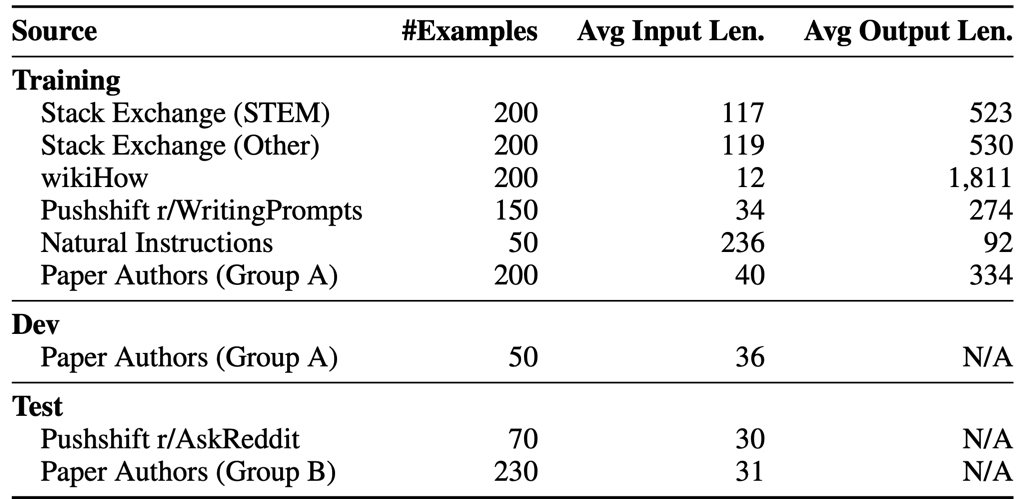 Source #Examples Avg Input Len. Avg Output Len.
Training
Stack Exchange (STEM) 200 117 523
Stack Exchange (Other) 200 119 530
wikiHow 200 12 1,811
Pushshift r/WritingPrompts 150 34 274
Natural Instructions 50 236 92
Paper Authors (Group A) 200 40 334
Dev
Paper Authors (Group A) 50 36 N/A
Test
Pushshift r/AskReddit 70 30 N/A
Paper Authors (Group B) 230 31 N/A